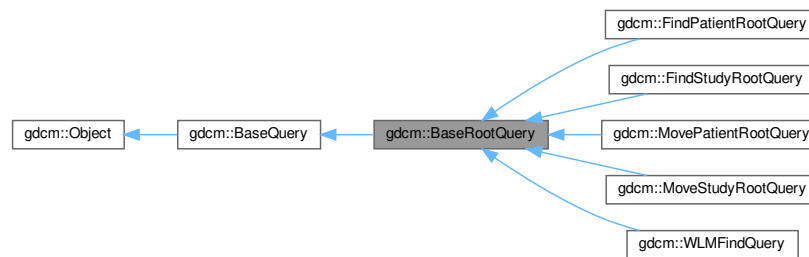 gdcm::FindPatientRootQuery
gdcm::FindStudyRootQuery
gdcm::Object
gdcm::BaseQuery
gdcm::BaseRootQuery
gdcm::MovePatientRootQuery
gdcm::MoveStudyRootQuery
gdcm::WLMFindQuery